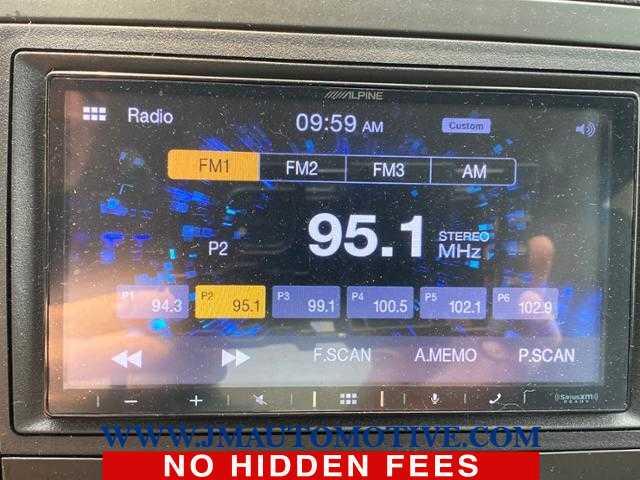 ALPINE
Radio
09:59 AM
Custom
FM1 FM2 FM3 AM
P2 95.1 STEREO MHz
P1 94.3 P2 95.1 P3 99.1 P4 100.5 P5 102.1 P6 102.9
F.SCAN A.MEMO P.SCAN
SiriusXM
READY
WWW.JMAUTOMOTIVE.COM
NO HIDDEN FEES